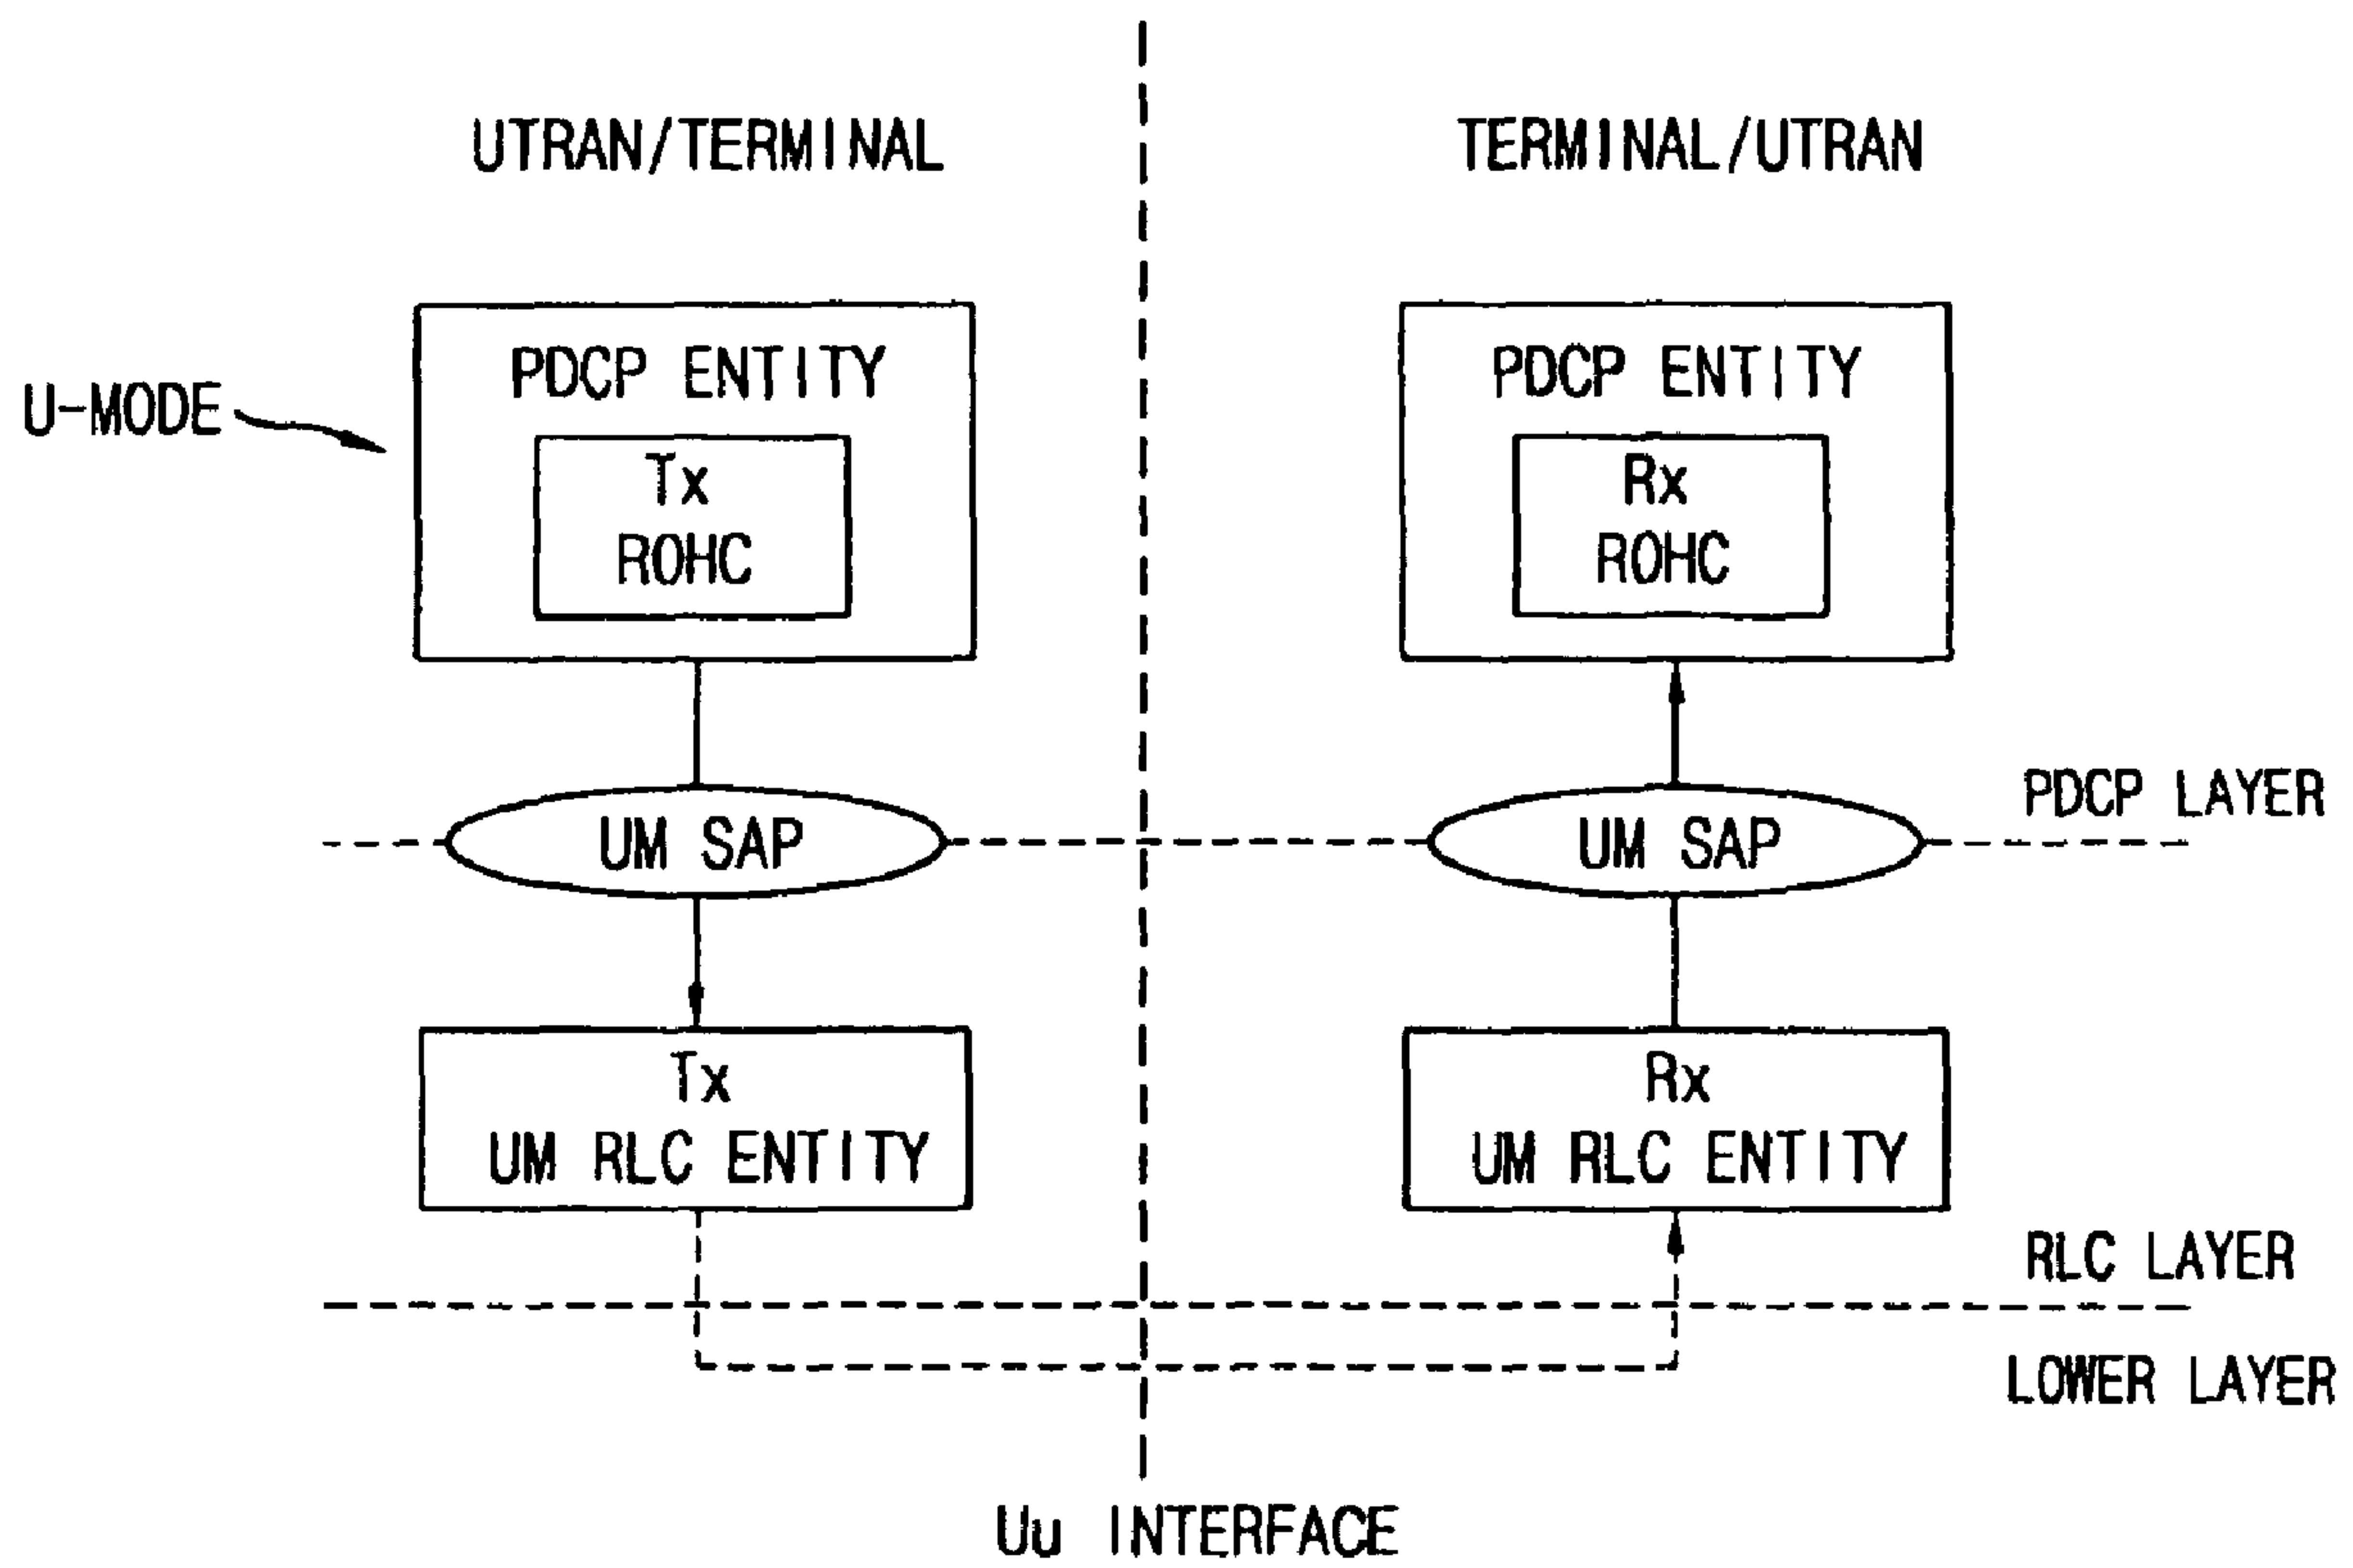 UTRAN/TERMINAL
TERMINAL/UTRAN
U-MODE
PDCP ENTITY
Tx
ROHC
PDCP ENTITY
Rx
ROHC
UM SAP
UM SAP
PDCP LAYER
Tx
UM RLC ENTITY
Rx
UM RLC ENTITY
RLC LAYER
LOWER LAYER
Uu INTERFACE